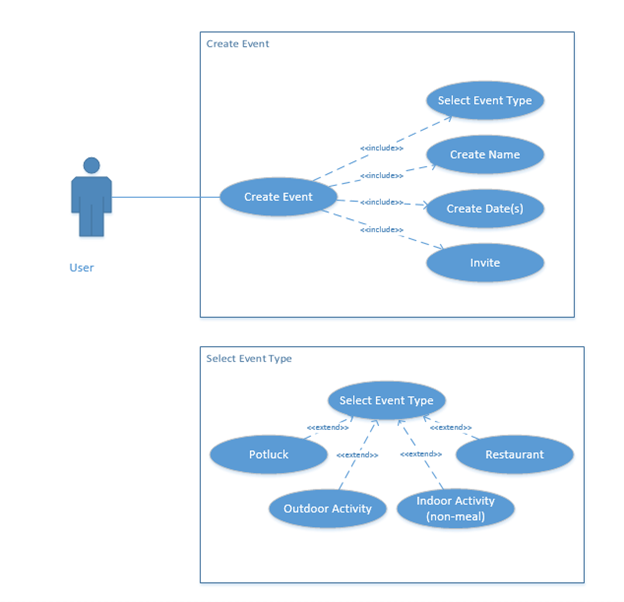 Create Event
Select Event Type
<<include>>
Create Name
<<include>>
Create Event
<<include>>
Create Date(s)
<<include>>
Invite
User
Select Event Type
Select Event Type
<<extend>>
<<extend>>
Potluck
<<extend>>
<<extend>>
Restaurant
Outdoor Activity
Indoor Activity
(non-meal)